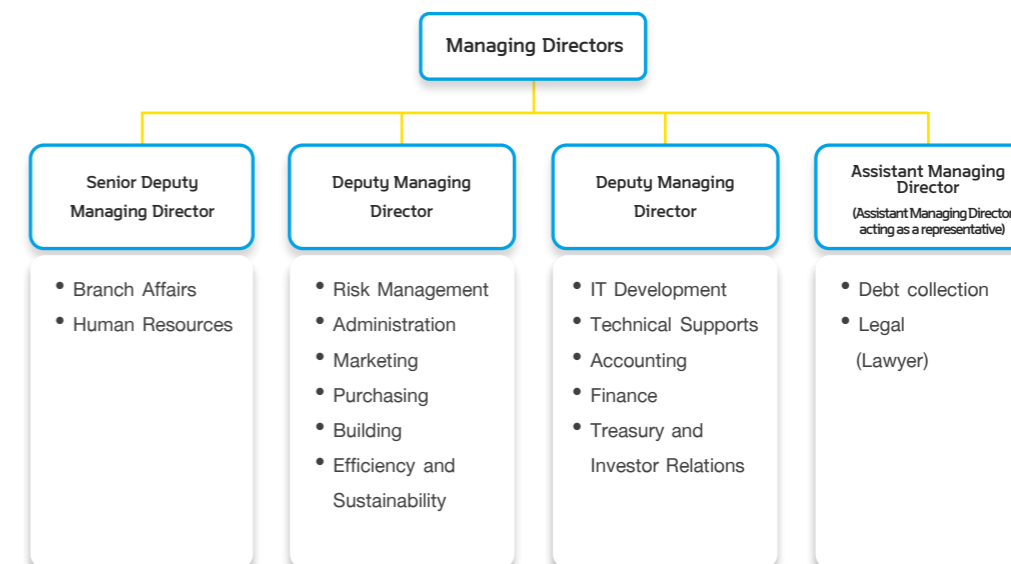 Managing Directors
Senior Deputy
Managing Director
• Branch Affairs
• Human Resources
Deputy Managing
Director
• Risk Management
• Administration
• Marketing
• Purchasing
• Building
• Efficiency and
Sustainability
Deputy Managing
Director
• IT Development
• Technical Supports
• Accounting
• Finance
• Treasury and
Investor Relations
Assistant Managing
Director
(Assistant Managing Director
acting as a representative)
• Debt collection
• Legal
(Lawyer)